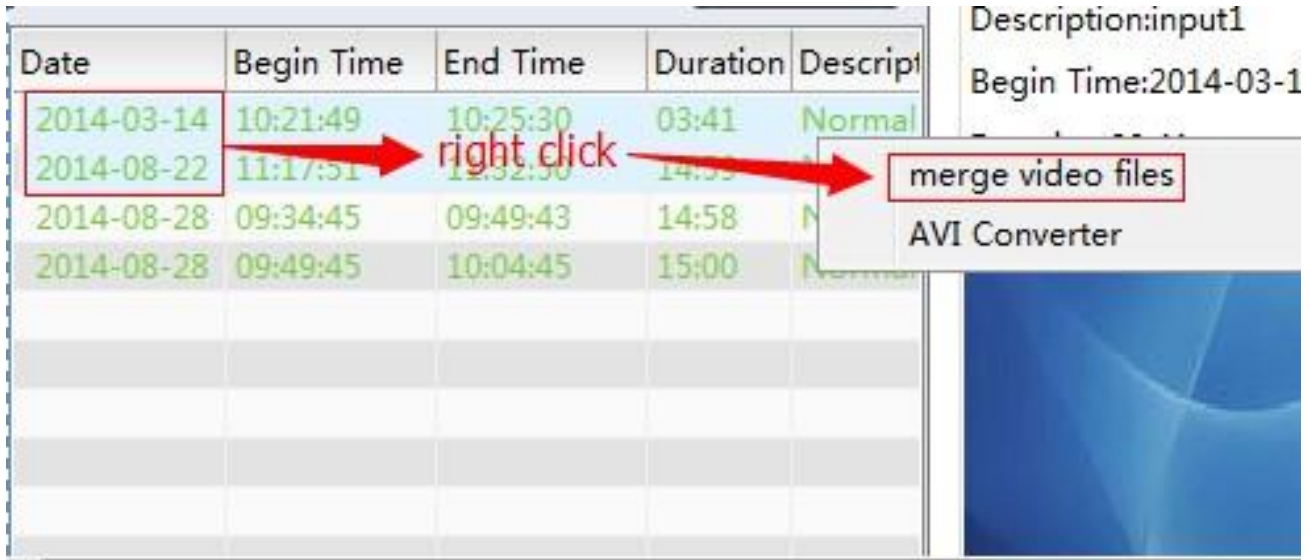 Date Begin Time End Time Duration Descript
2014-03-14 10:21:49 10:25:30 03:41 Normal
2014-08-22 11:17:51
2014-08-28 09:34:45 09:49:43 14:58
2014-08-28 09:49:45 10:04:45 15:00 Normal
right click
Description:input1
Begin Time:2014-03-1
merge video files
AVI Converter